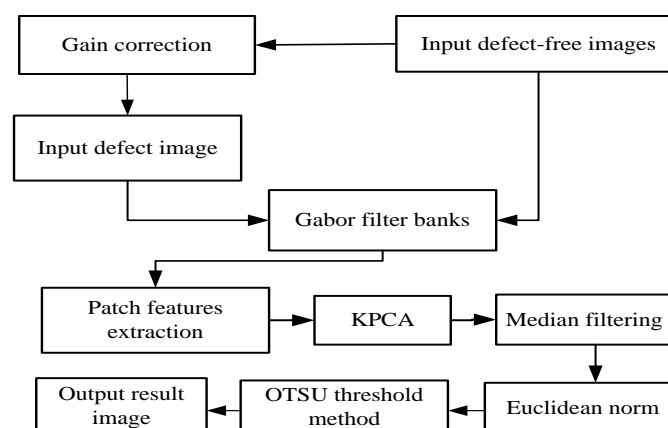 Gain correction
Input defect-free images
Input defect image
Gabor filter banks
Patch features
extraction
KPCA
Median filtering
Output result
image
OTSU threshold
method
Euclidean norm